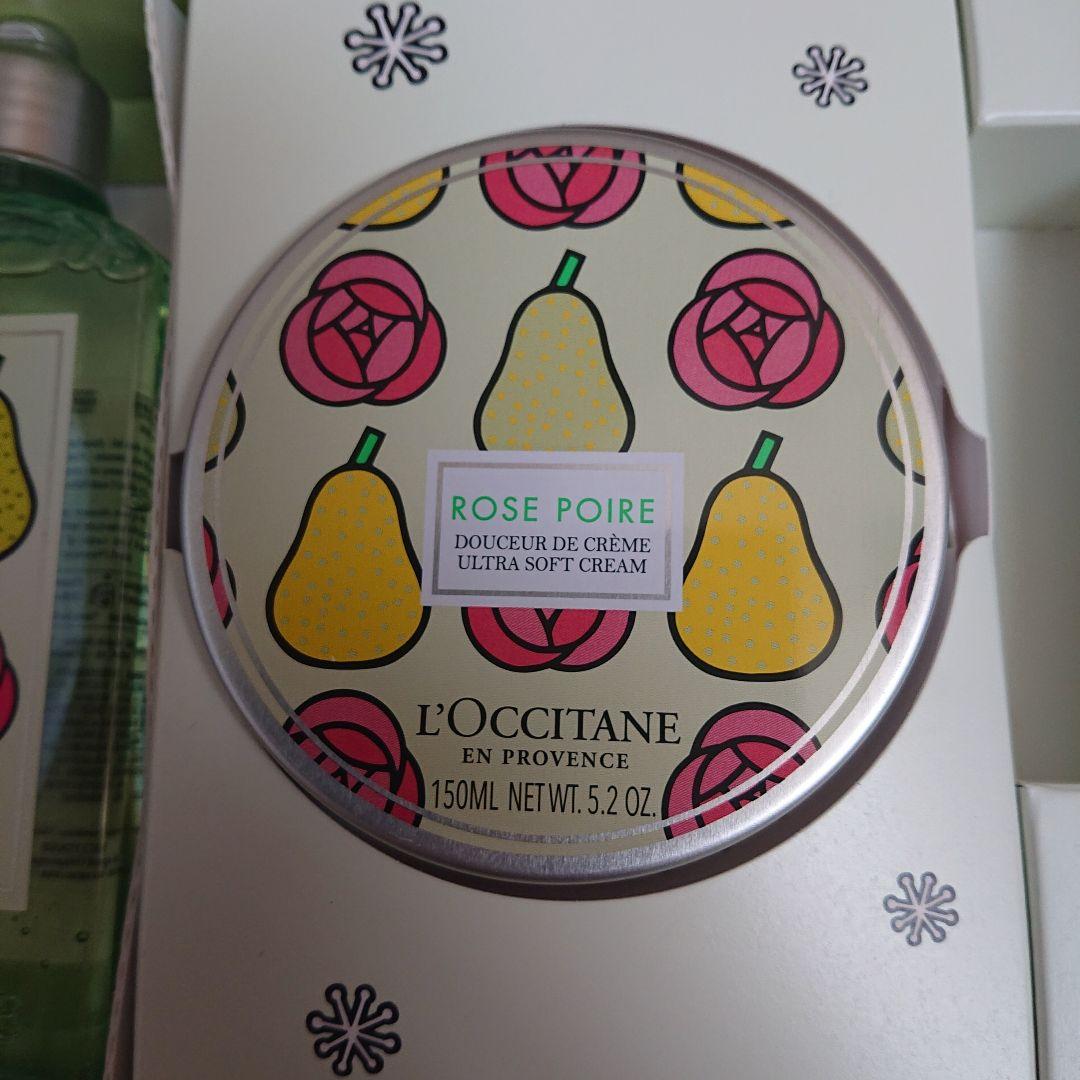 ROSE POIRE
DOUCEUR DE CRÈME
ULTRA SOFT CREAM
L'OCCITANE
EN PROVENCE
150ML NET WT. 5.2 OZ.